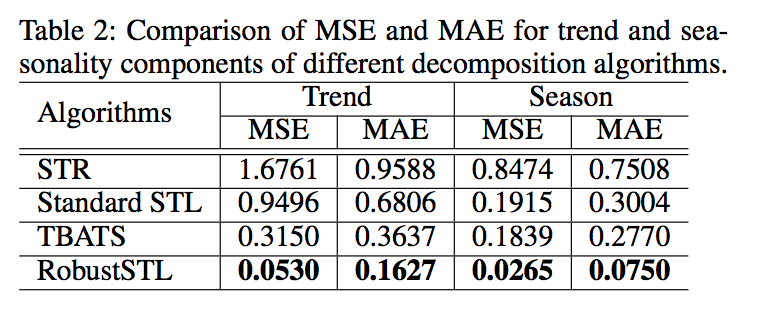 Table 2: Comparison of MSE and MAE for trend and sea-
sonality components of different decomposition algorithms.
Algorithms Trend Season
MSE MAE MSE MAE
STR 1.6761 0.9588 0.8474 0.7508
Standard STL 0.9496 0.6806 0.1915 0.3004
TBATS 0.3150 0.3637 0.1839 0.2770
RobustSTL 0.0530 0.1627 0.0265 0.0750